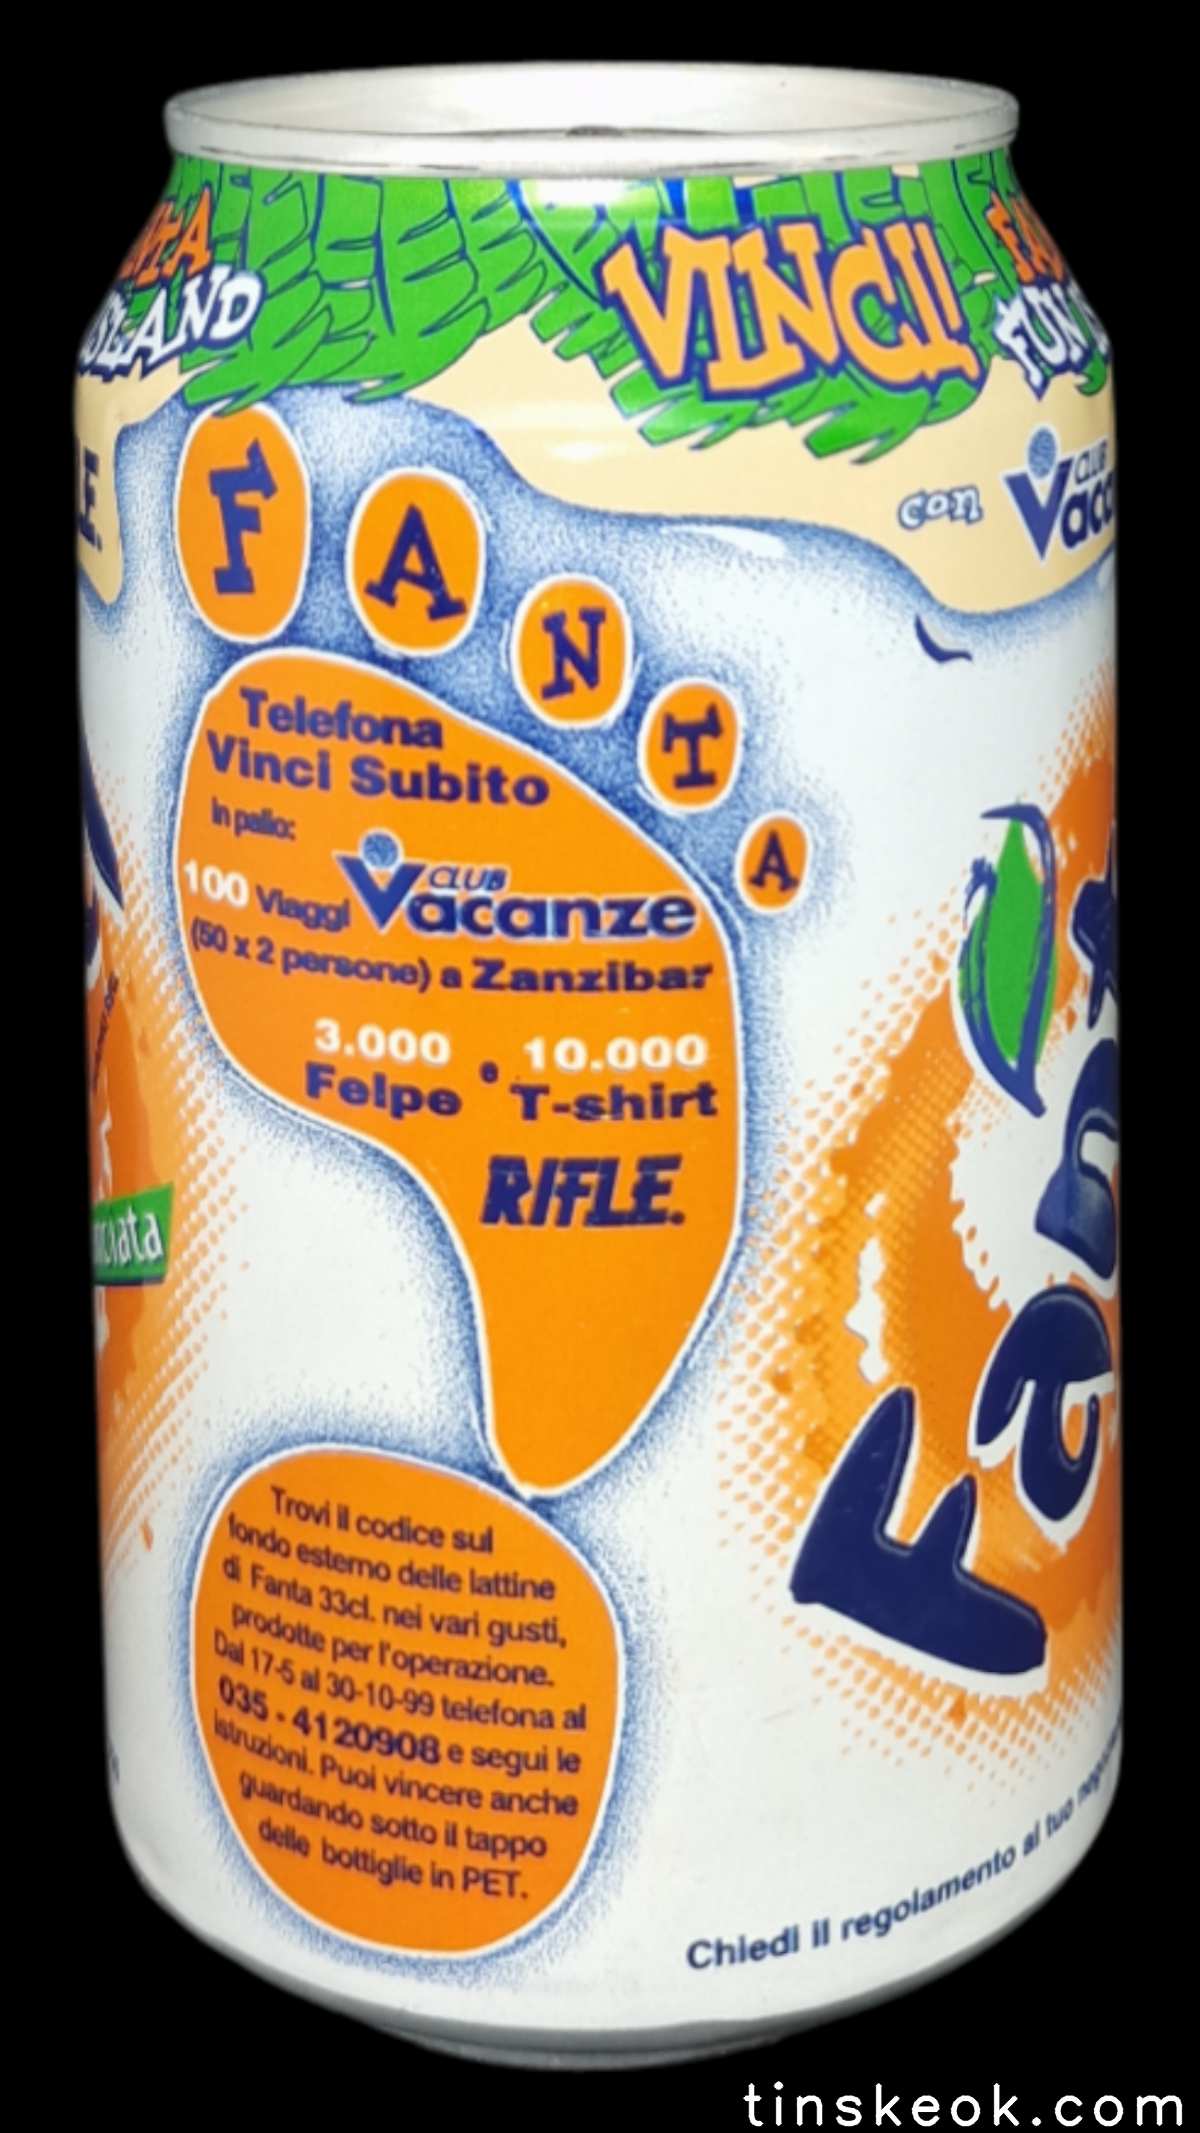 ISLAND
VINCI!
con
CLUB
FANTA
Telefona
Vinci Subito
In palio:
100 Viaggi CLUB Vacanze
(50 x 2 persone) a Zanzibar
3.000 e 10.000
Felpe T-shirt
RIFLE.
Fanta
Trovi il codice sul
fondo esterno delle lattine
di Fanta 33cl. nei vari gusti,
prodotte per l'operazione.
Dal 17-5 al 30-10-99 telefona al
035 - 4120908 e segui le
istruzioni. Puoi vincere anche
guardando sotto il tappo
delle bottiglie in PET.
Chiedi il regolamento al tuo
tinskeok.com